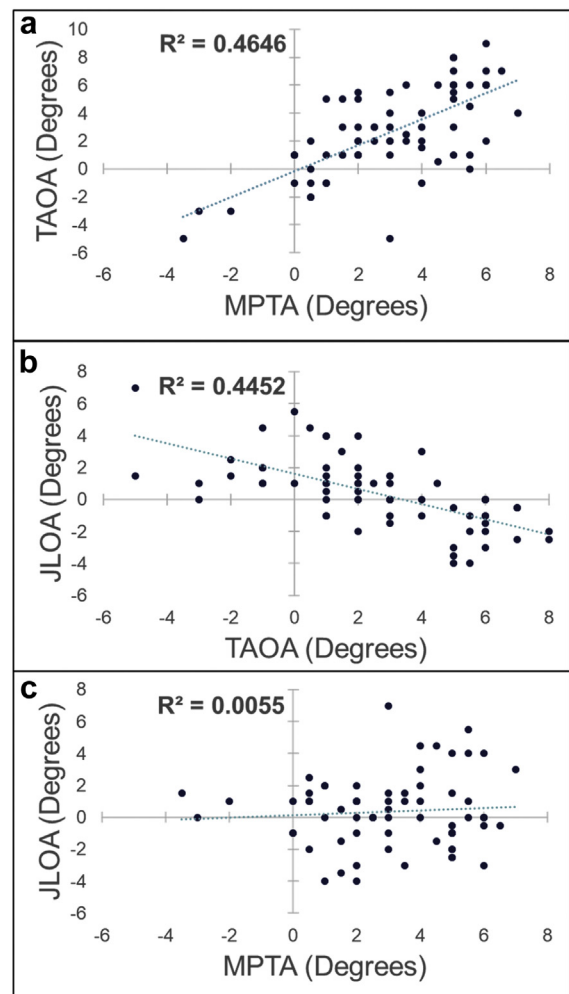 a
R² = 0.4646
10
8
6
4
2
0
-2
-4
-6
-6 -4 -2 0 2 4 6 8
TAOA (Degrees)
MPTA (Degrees)
b
R² = 0.4452
8
6
4
2
0
-2
-4
-6
-6 -4 -2 0 2 4 6 8
JLOA (Degrees)
TAOA (Degrees)
c
R² = 0.0055
8
6
4
2
0
-2
-4
-6
-6 -4 -2 0 2 4 6 8
JLOA (Degrees)
MPTA (Degrees)